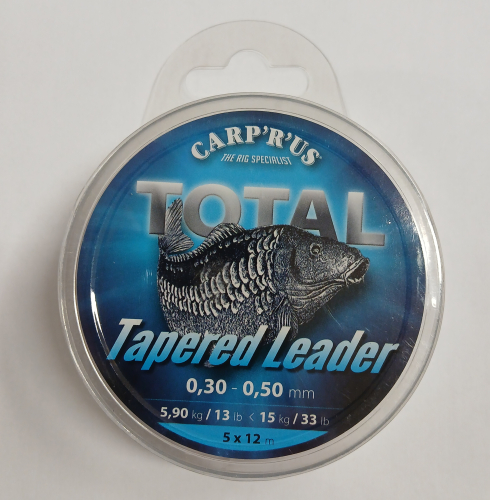 CARP'R'US
THE RIG SPECIALIST
TOTAL
Tapered Leader
0,30 - 0,50 mm
5,90 kg / 13 lb < 15 kg / 33 lb
5 x 12 m